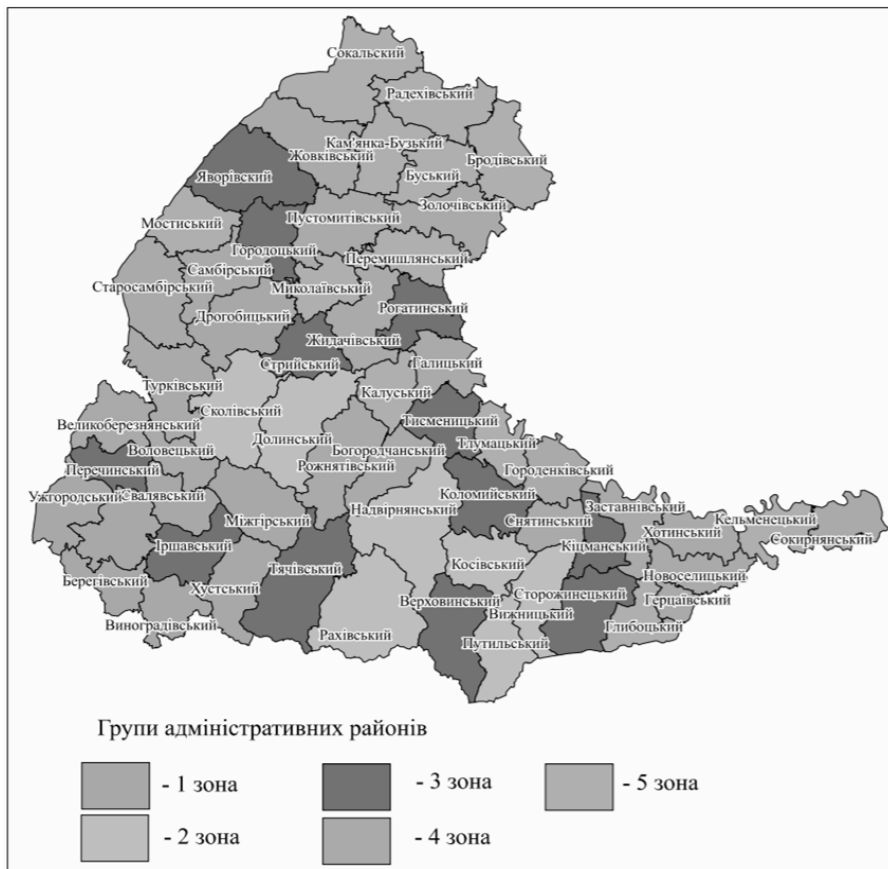 Сокальский
Радехівський
Кам'янка-Бузький
Жовківський
Бродівський
Буський
Яворівский
Золочівський
Мостиський
Пустомитівський
Городоцький
Перемишлянський
Самбірський
Старосамбірський
Миколаївський
Рогатинський
Дрогобицький
Жидачівський
Стрийський
Галицький
Турківський
Калуський
Сколівський
Тисменицький
Великоберезнянський
Долинський
Тлумацький
Воловецький
Богородчанський
Перечинський
Рожнятівський
Городенківський
Ужгородський
Свалявський
Коломийський
Заставнівський
Міжгірський
Надвірнянський
Снятинський
Кельменецький
Хотинський
Іршавський
Кіцманський
Сокирнянський
Тячівський
Косівський
Берегівський
Хустський
Новоселицький
Сторожинецький
Верховинський
Герцаївський
Вижницький
Виноградівський
Глибоцький
Рахівський
Путильський
Групи адміністративних районів
- 1 зона
- 3 зона
- 5 зона
- 2 зона
- 4 зона